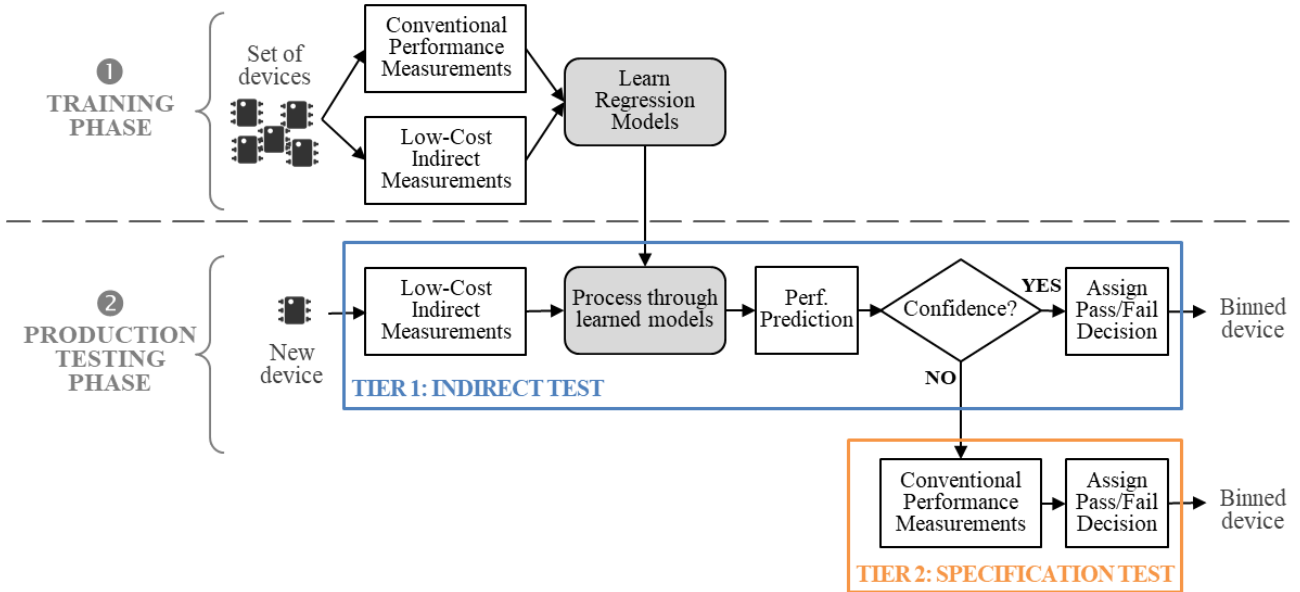 ❶
TRAINING
PHASE
Set of
devices
Conventional
Performance
Measurements
Low-Cost
Indirect
Measurements
Learn
Regression
Models
❷
PRODUCTION
TESTING
PHASE
New
device
Low-Cost
Indirect
Measurements
Process through
learned models
Perf.
Prediction
Confidence?
YES
NO
Assign
Pass/Fail
Decision
Binned
device
TIER 1: INDIRECT TEST
Conventional
Performance
Measurements
Assign
Pass/Fail
Decision
Binned
device
TIER 2: SPECIFICATION TEST